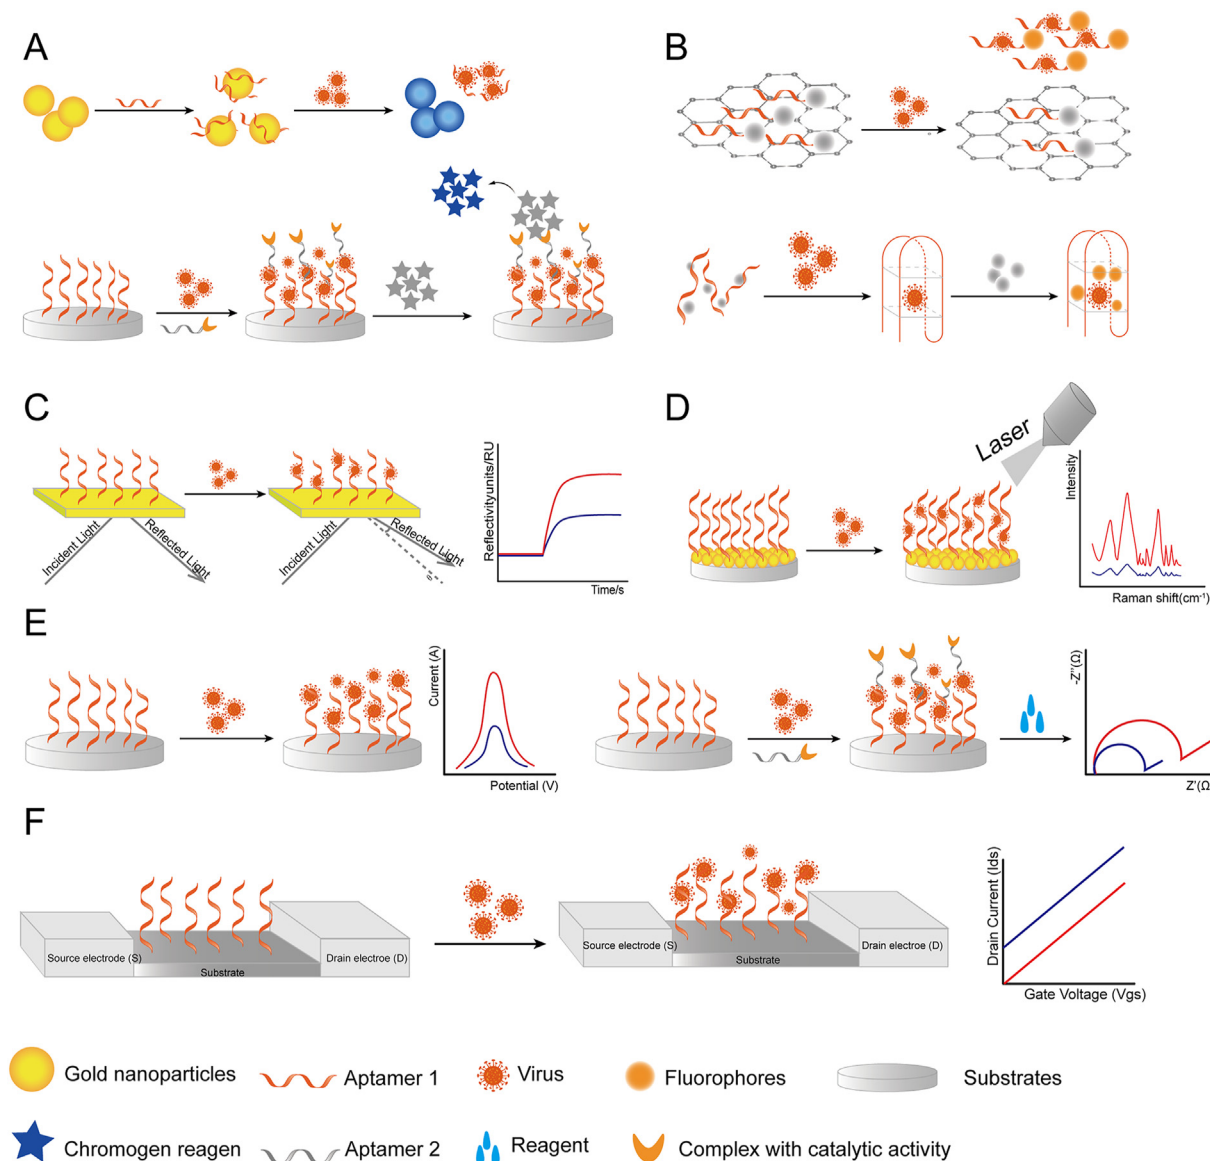 A
B
C
Incident Light
Reflected Light
Incident Light
Reflected Light
Reflectivityunits/RU
Time/s
D
Laser
Intensity
Raman shift(cm⁻¹)
E
Current (A)
Potential (V)
-Z''(Ω)
Z'(Ω
F
Source electrode (S)
Substrate
Drain electroe (D)
Source electrode (S)
Substrate
Drain electroe (D)
Drain Current (Ids)
Gate Voltage (Vgs)
Gold nanoparticles
Aptamer 1
Virus
Fluorophores
Substrates
Chromogen reagen
Aptamer 2
Reagent
Complex with catalytic activity